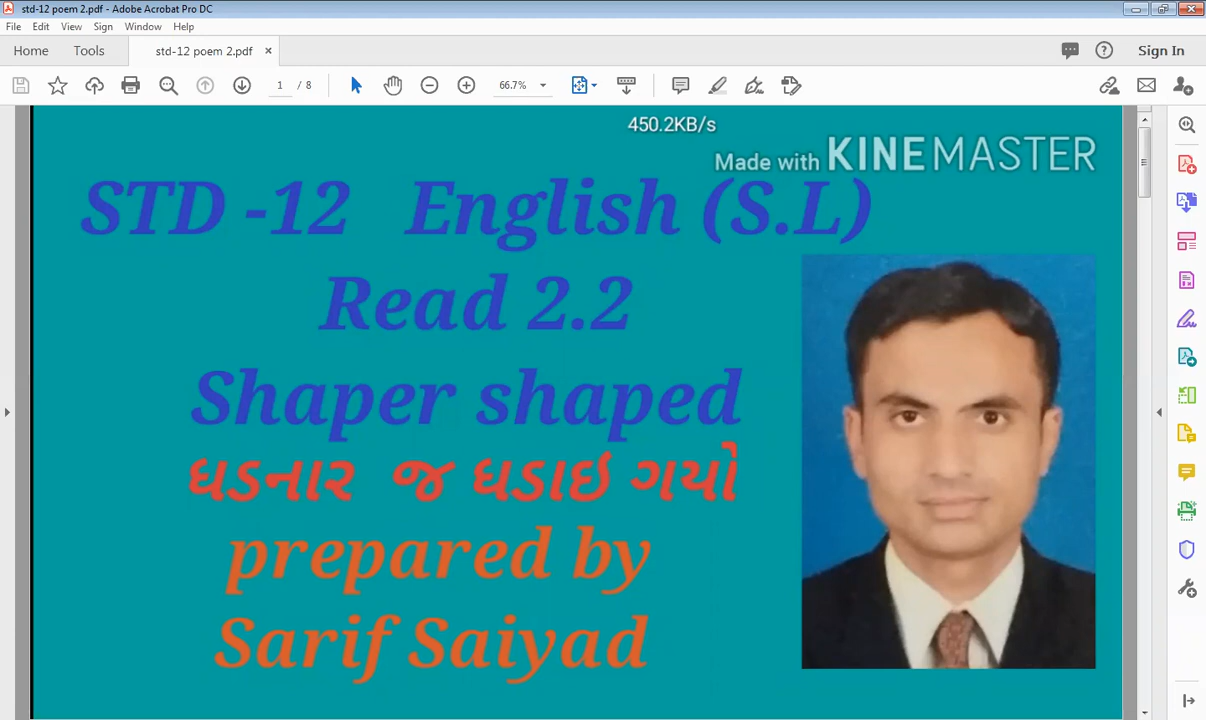 std-12 poem 2.pdf - Adobe Acrobat Pro DC
File Edit View Sign Window Help
Home Tools std-12 poem 2.pdf × Sign In
1 / 8 66.7%
450.2KB/s
Made with KINEMASTER
STD -12 English (S.L)
Read 2.2
Shaper shaped
ઘડનાર જ ઘડાઇ ગયો
prepared by
Sarif Saiyad